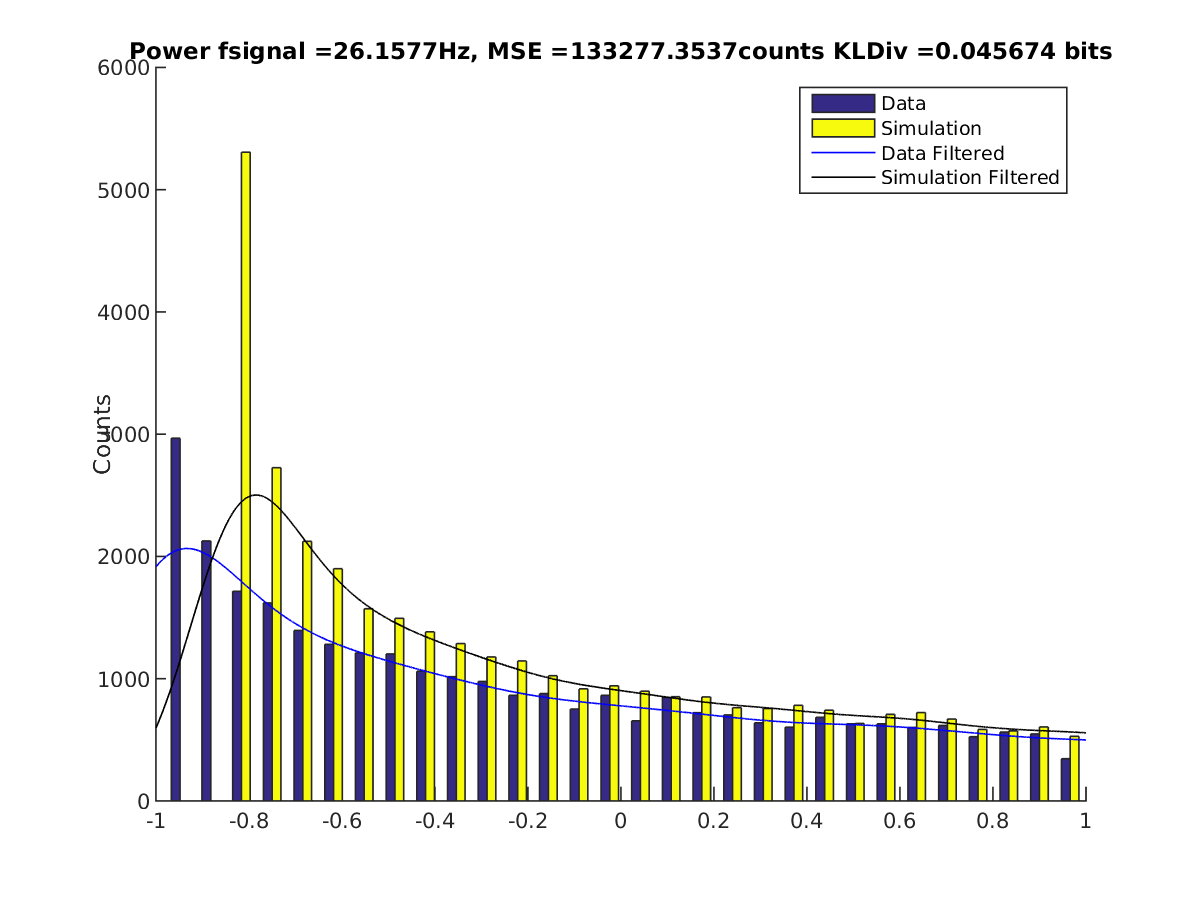 Power fsignal =26.1577Hz, MSE =133277.3537counts KLDiv =0.045674 bits
6000
5000
4000
3000
2000
1000
0
Counts
Data
Simulation
Data Filtered
Simulation Filtered
-1 -0.8 -0.6 -0.4 -0.2 0 0.2 0.4 0.6 0.8 1